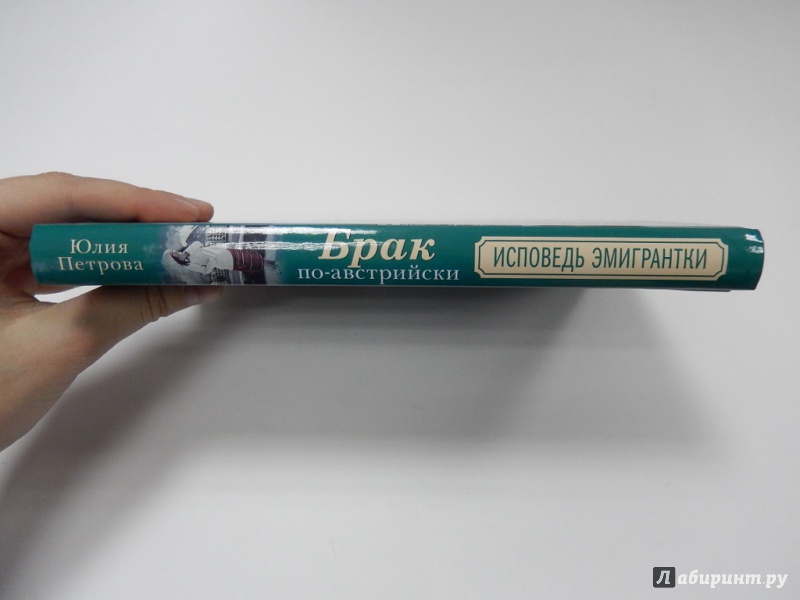 Юлия
Петрова
Брак
по-австрийски
ИСПОВЕДЬ ЭМИГРАНТКИ
Лабиринт.ру